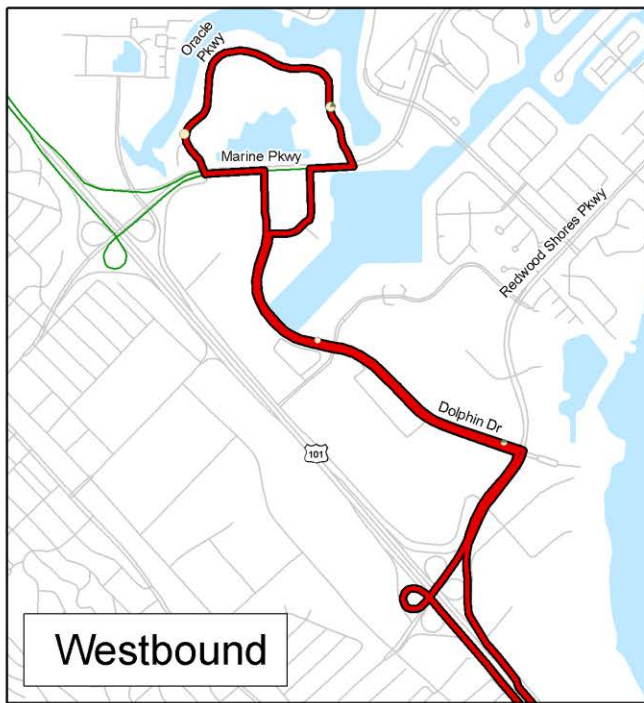 Oracle
Pkwy
Marine Pkwy
Redwood Shores Pkwy
Dolphin Dr
101
Westbound